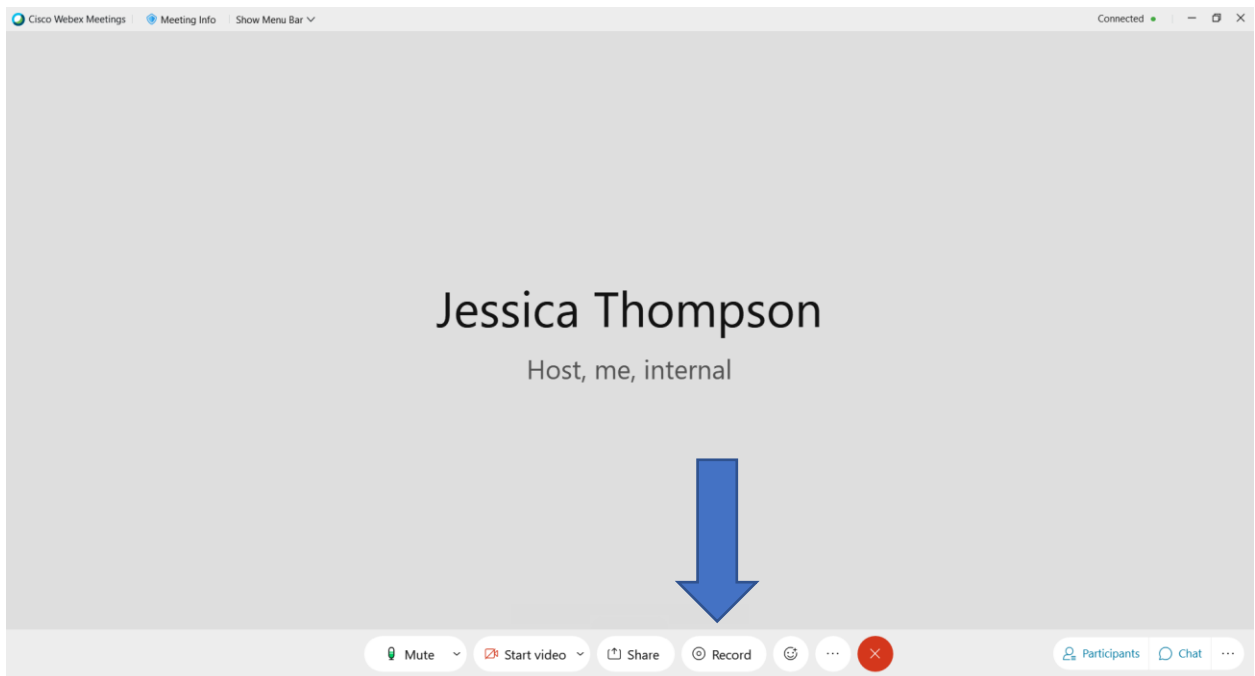 Cisco Webex Meetings Meeting Info Show Menu Bar Connected
Jessica Thompson
Host, me, internal
Mute Start video Share Record Participants Chat